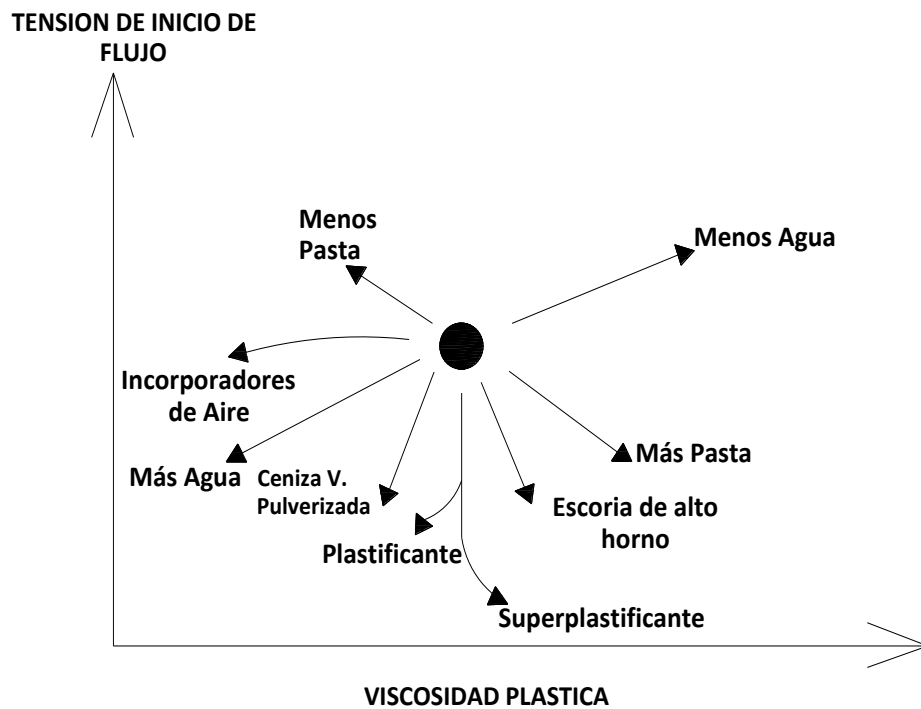 TENSION DE INICIO DE
FLUJO
Menos
Pasta
Menos Agua
Incorporadores
de Aire
Más Agua
Ceniza V.
Pulverizada
Más Pasta
Escoria de alto
horno
Plastificante
Superplastificante
VISCOSIDAD PLASTICA